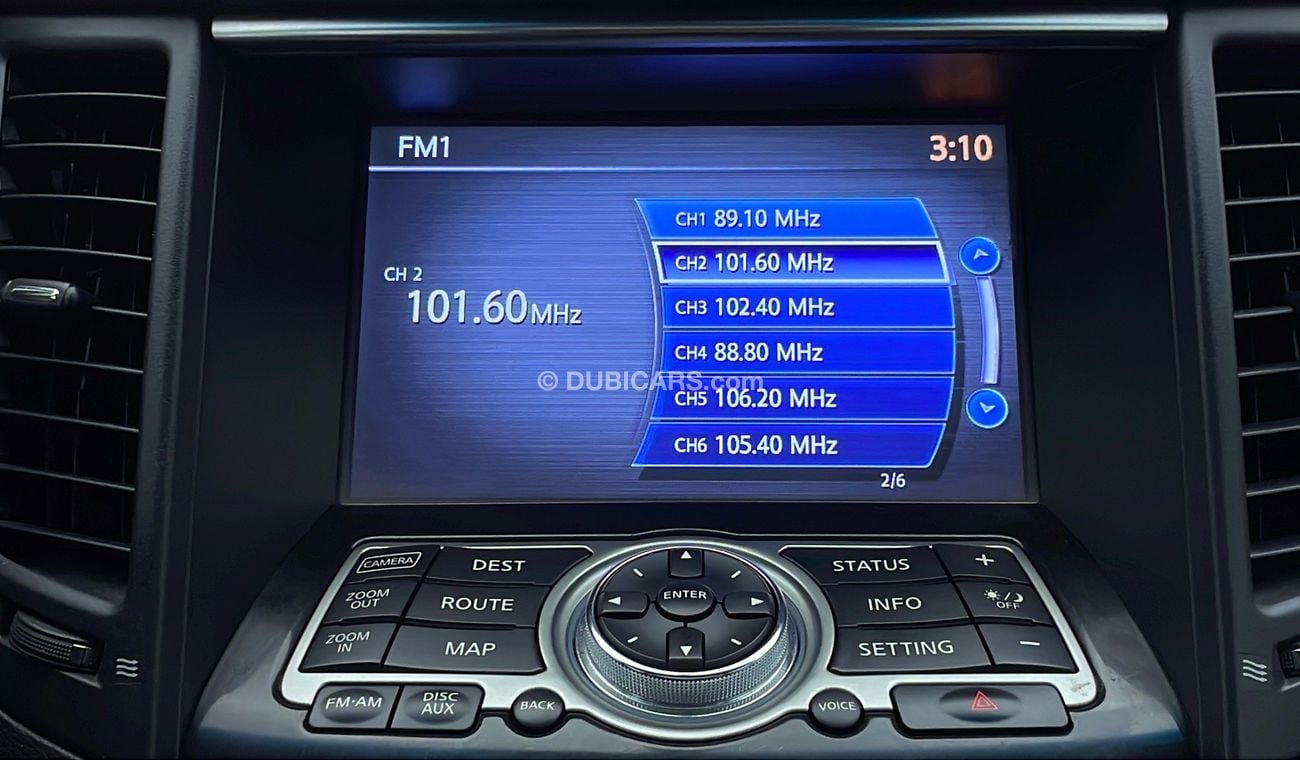 FM1 3:10
CH1 89.10 MHz
CH2 101.60 MHz
CH 2
101.60MHz
CH3 102.40 MHz
CH4 88.80 MHz
© DUBICARS.com
CH5 106.20 MHz
CH6 105.40 MHz
2/6
CAMERA DEST STATUS +
ZOOM OUT ROUTE ENTER INFO OFF
ZOOM IN MAP SETTING −
FM·AM DISC AUX BACK VOICE